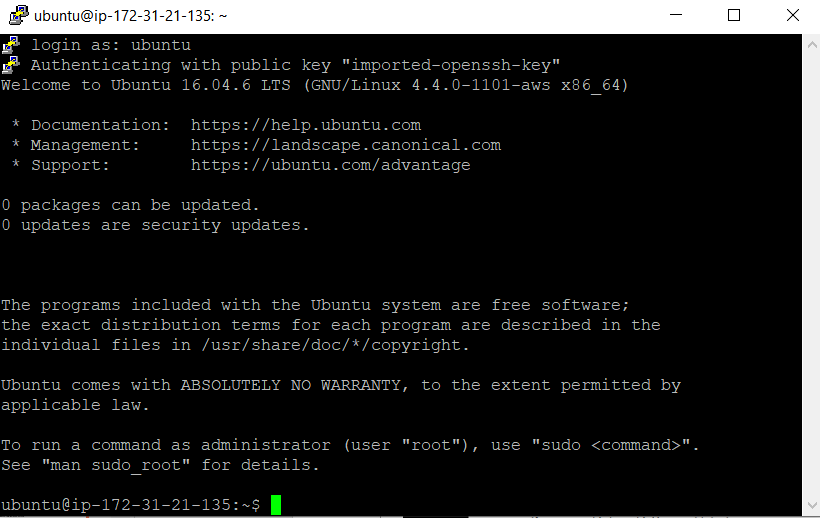 ubuntu@ip-172-31-21-135: ~
login as: ubuntu
Authenticating with public key "imported-openssh-key"
Welcome to Ubuntu 16.04.6 LTS (GNU/Linux 4.4.0-1101-aws x86_64)
* Documentation:  https://help.ubuntu.com
* Management:     https://landscape.canonical.com
* Support:        https://ubuntu.com/advantage
0 packages can be updated.
0 updates are security updates.
The programs included with the Ubuntu system are free software;
the exact distribution terms for each program are described in the
individual files in /usr/share/doc/*/copyright.
Ubuntu comes with ABSOLUTELY NO WARRANTY, to the extent permitted by
applicable law.
To run a command as administrator (user "root"), use "sudo <command>".
See "man sudo_root" for details.
ubuntu@ip-172-31-21-135:~$